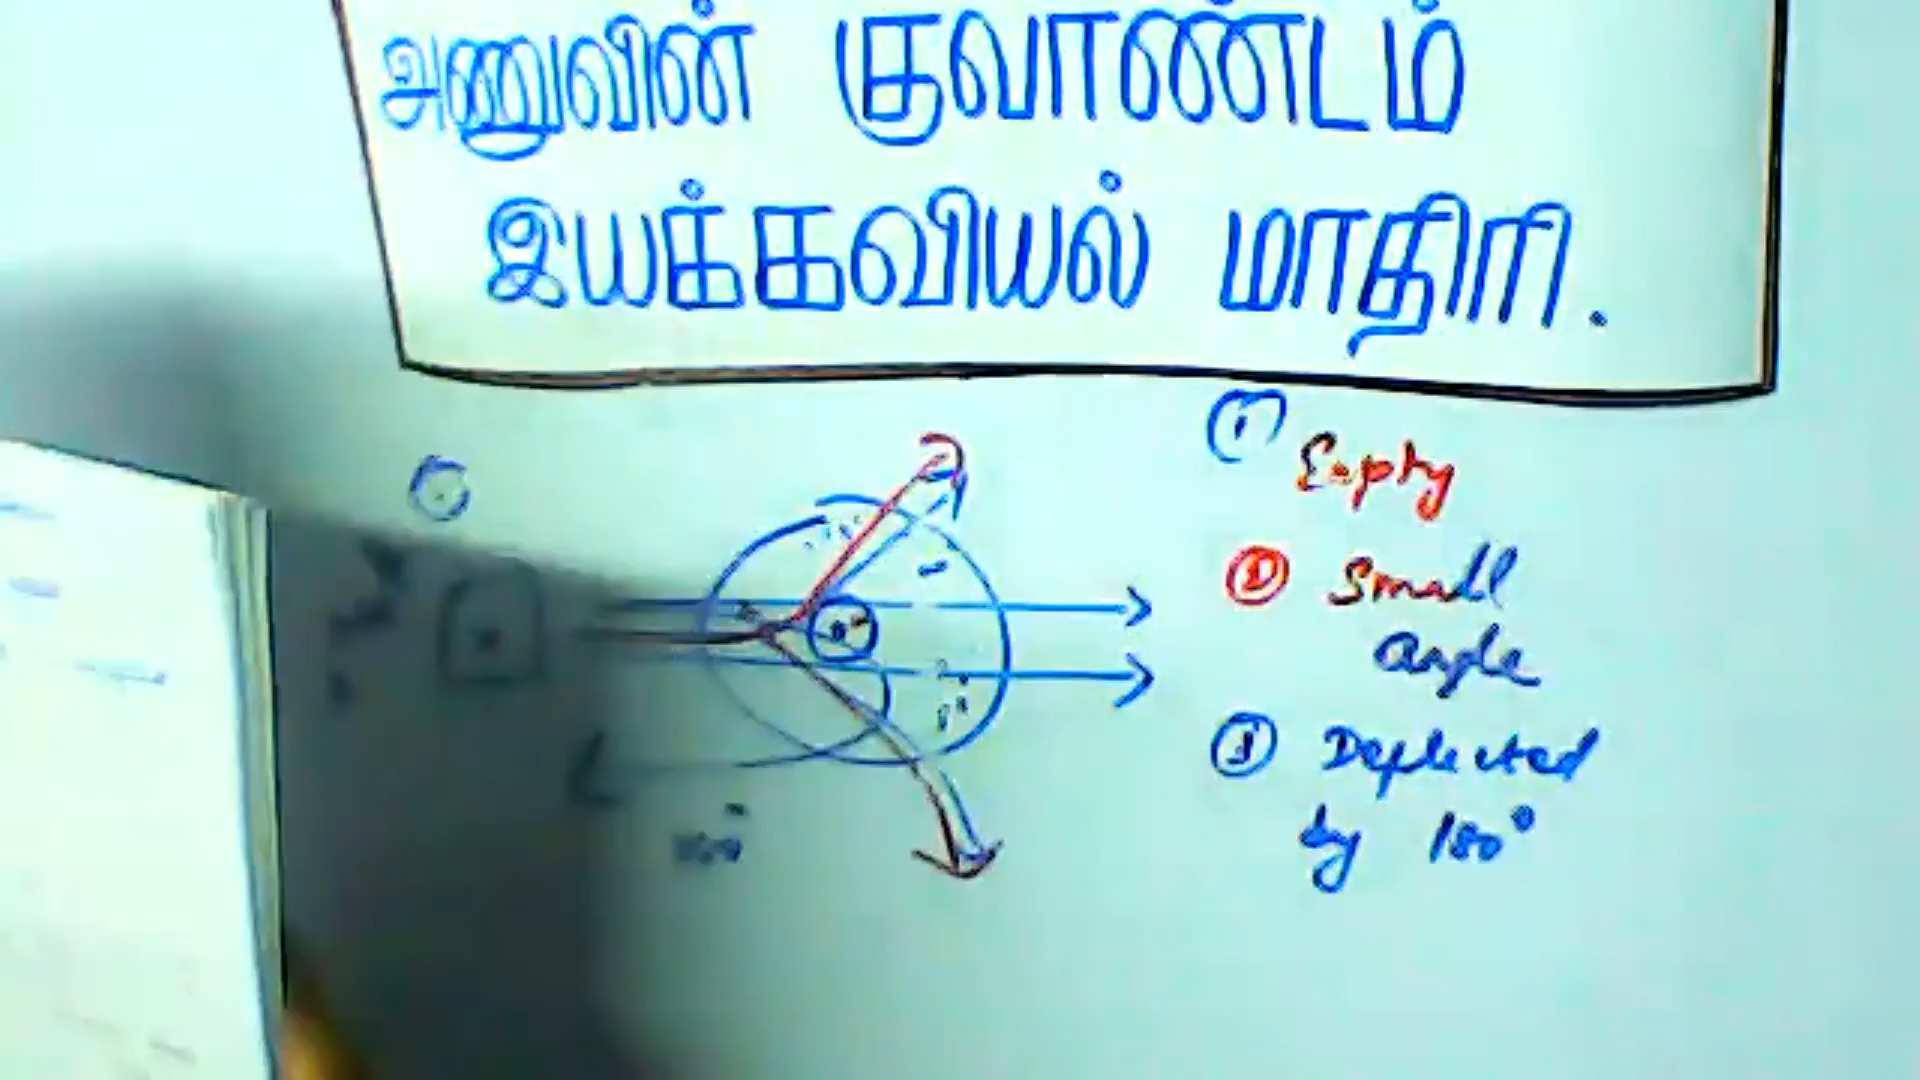 அணுவின் குவாண்டம்
இயக்கவியல் மாதிரி.
① Empty
② Small
angle
③ Deflected
by 180°